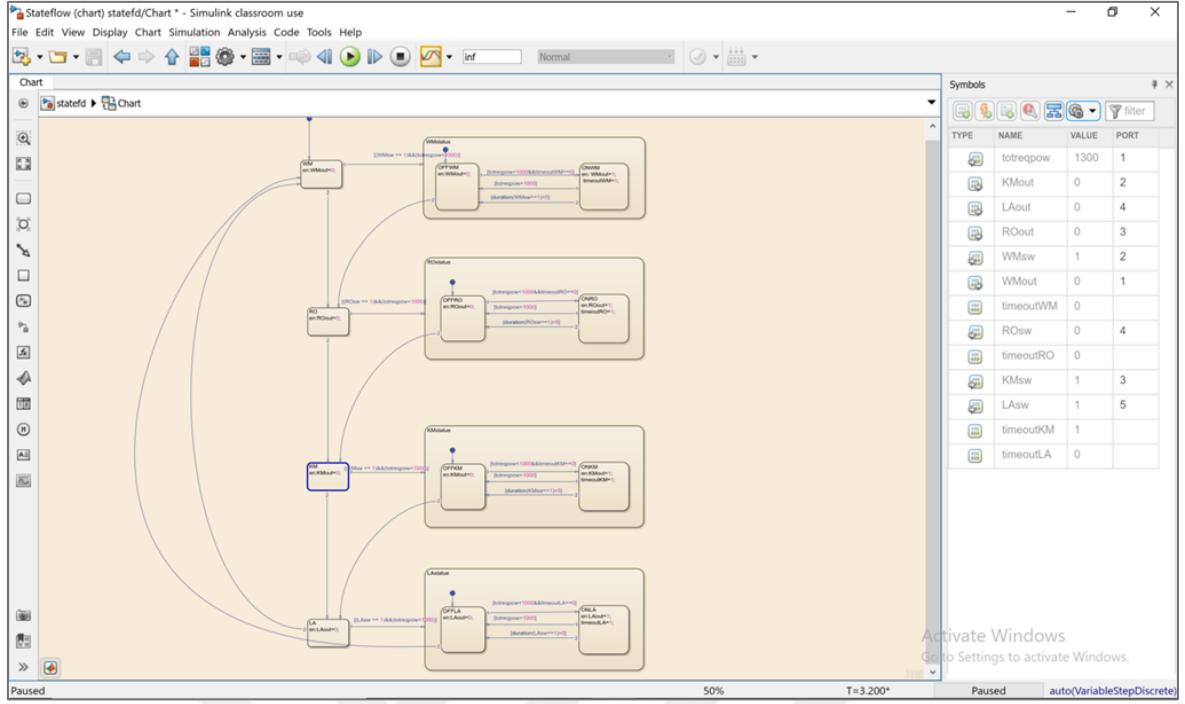 Stateflow (chart) statefd/Chart * - Simulink classroom use
File Edit View Display Chart Simulation Analysis Code Tools Help
inf
Normal
Chart
statefd Chart
Symbols
filter
TYPE NAME VALUE PORT
totreqpow 1300 1
KMout 0 2
LAout 0 4
ROout 0 3
WMsw 1 2
WMout 0 1
timeoutWM 0
ROsw 0 4
timeoutRO 0
KMsw 1 3
LAsw 1 5
timeoutKM 1
timeoutLA 0
WM
en:WMout=0;
WMstatus
OFFWM
en:WMout=0;
ONWM
en: WMout=1;
timeoutWM=1;
RO
en:ROout=0;
ROstatus
OFFRO
en:ROout=0;
ONRO
en:ROout=1;
timeoutRO=1;
KM
en:KMout=0;
KMstatus
OFFKM
en:KMout=0;
ONKM
en:KMout=1;
timeoutKM=1;
LA
en:LAout=0;
LAstatus
OFFLA
en:LAout=0;
ONLA
en:LAout=1;
timeoutLA=1;
Activate Windows
Go to Settings to activate Windows.
Paused
50%
T=3.200*
Paused
auto(VariableStepDiscrete)